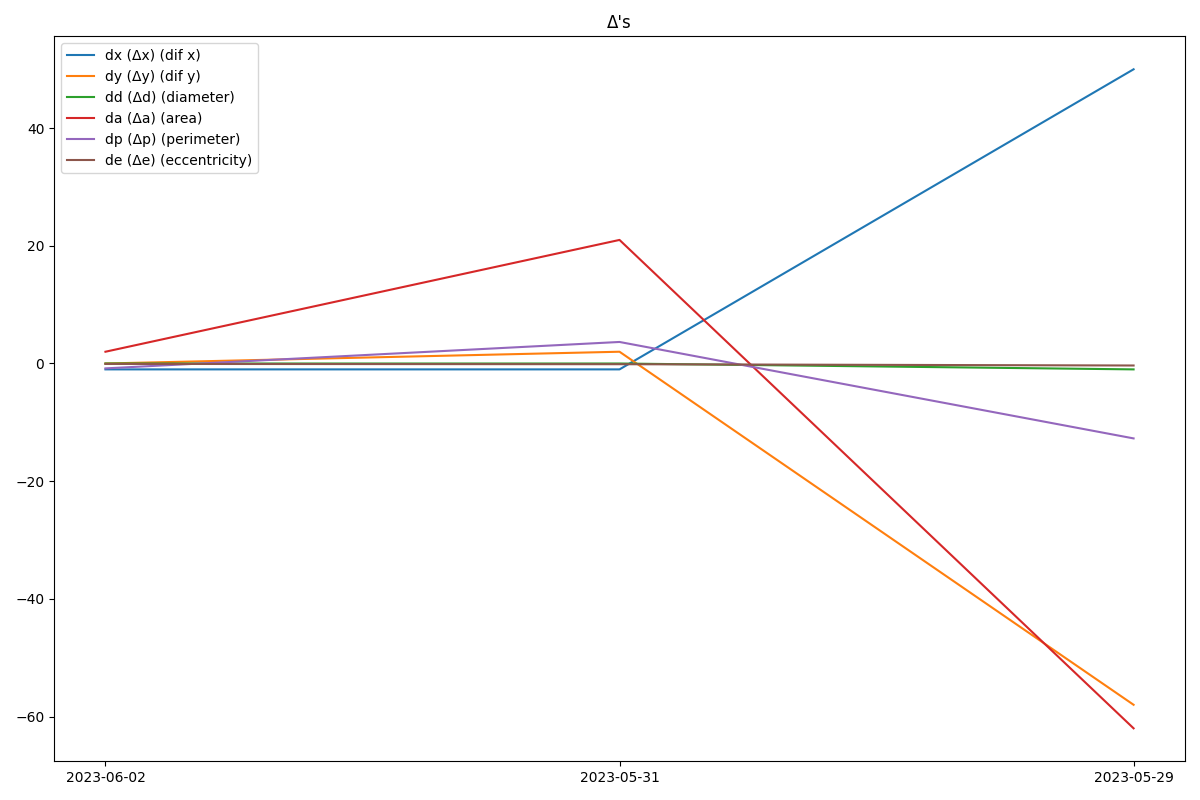 Δ's
dx (Δx) (dif x)
dy (Δy) (dif y)
dd (Δd) (diameter)
da (Δa) (area)
dp (Δp) (perimeter)
de (Δe) (eccentricity)
40
20
0
−20
−40
−60
2023-06-02 2023-05-31 2023-05-29